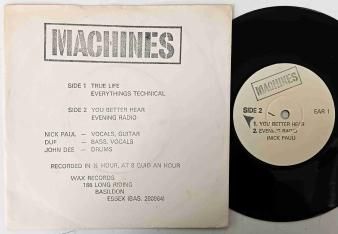 MACHINES
SIDE 1 TRUE LIFE
EVERYTHINGS TECHNICAL
SIDE 2 YOU BETTER HEAR
EVENING RADIO
NICK PAUL – VOCALS, GUITAR
DUF – BASS, VOCALS
JOHN DEE – DRUMS
RECORDED IN ½ HOUR, AT 8 QUID AN HOUR
WAX RECORDS
186 LONG RIDING
BASILDON
ESSEX (BAS. 280964)
MACHINES
SIDE 2
EAR 1
1. YOU BETTER HEAR
2. EVENING RADIO
(NICK PAUL)